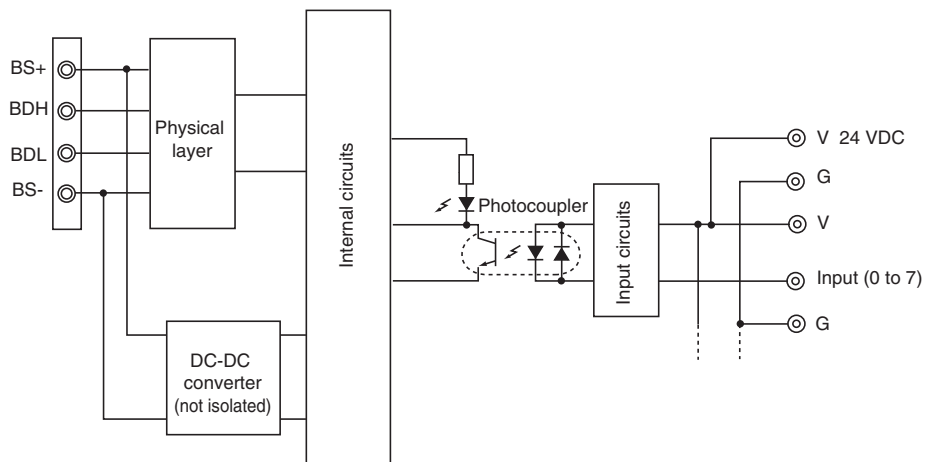 BS+
BDH
BDL
BS-
Physical
layer
DC-DC
converter
(not isolated)
Internal circuits
Photocoupler
Input circuits
V 24 VDC
G
V
Input (0 to 7)
G